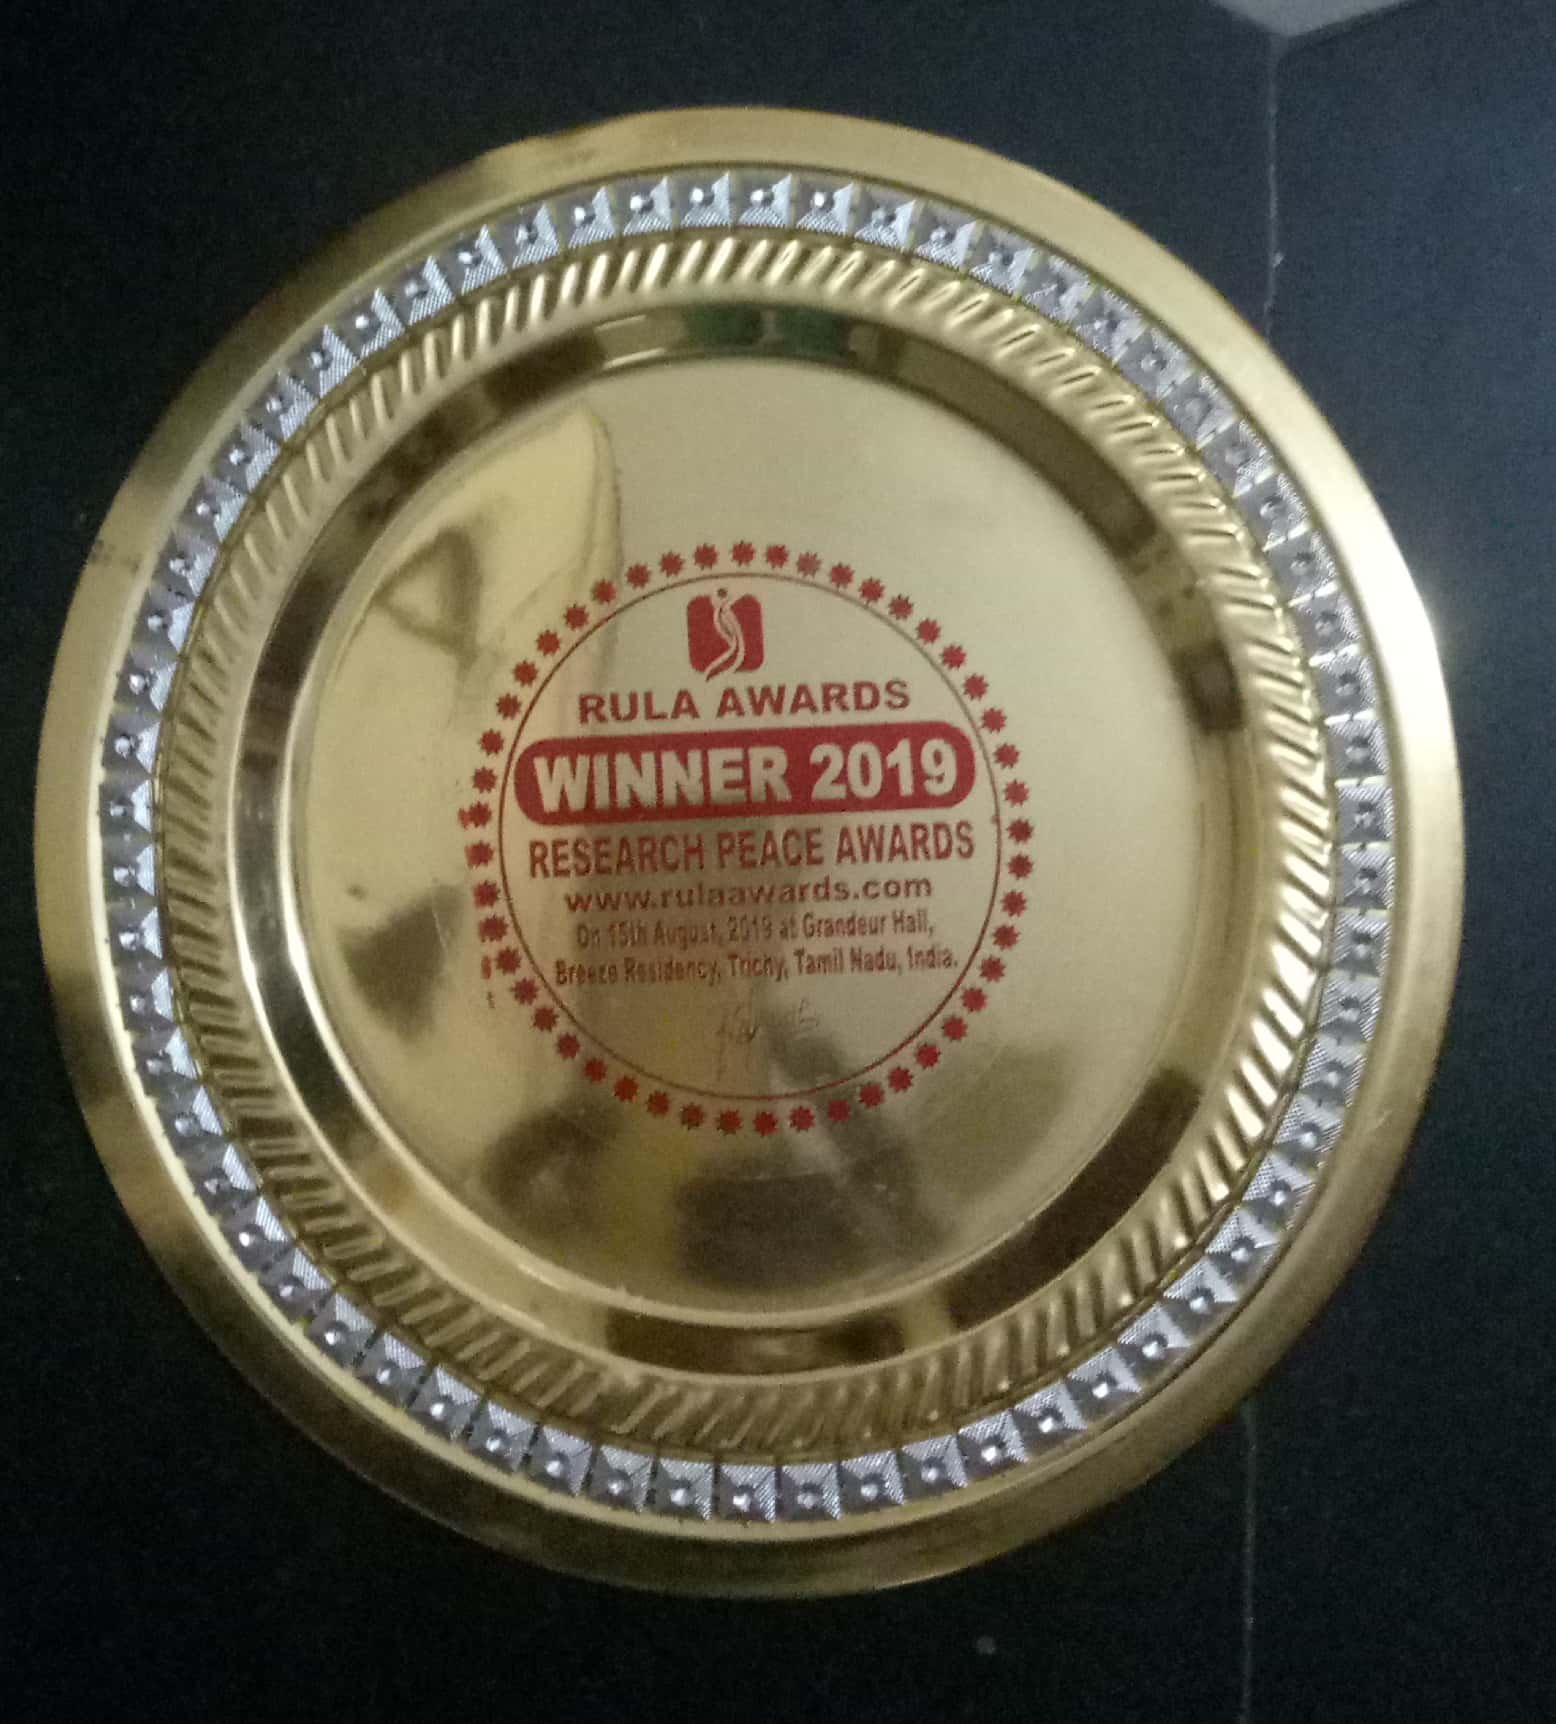 RULA AWARDS
WINNER 2019
RESEARCH PEACE AWARDS
www.rulaawards.com
On 15th August, 2019 at Grandeur Hall,
Breeze Residency, Trichy, Tamil Nadu, India.